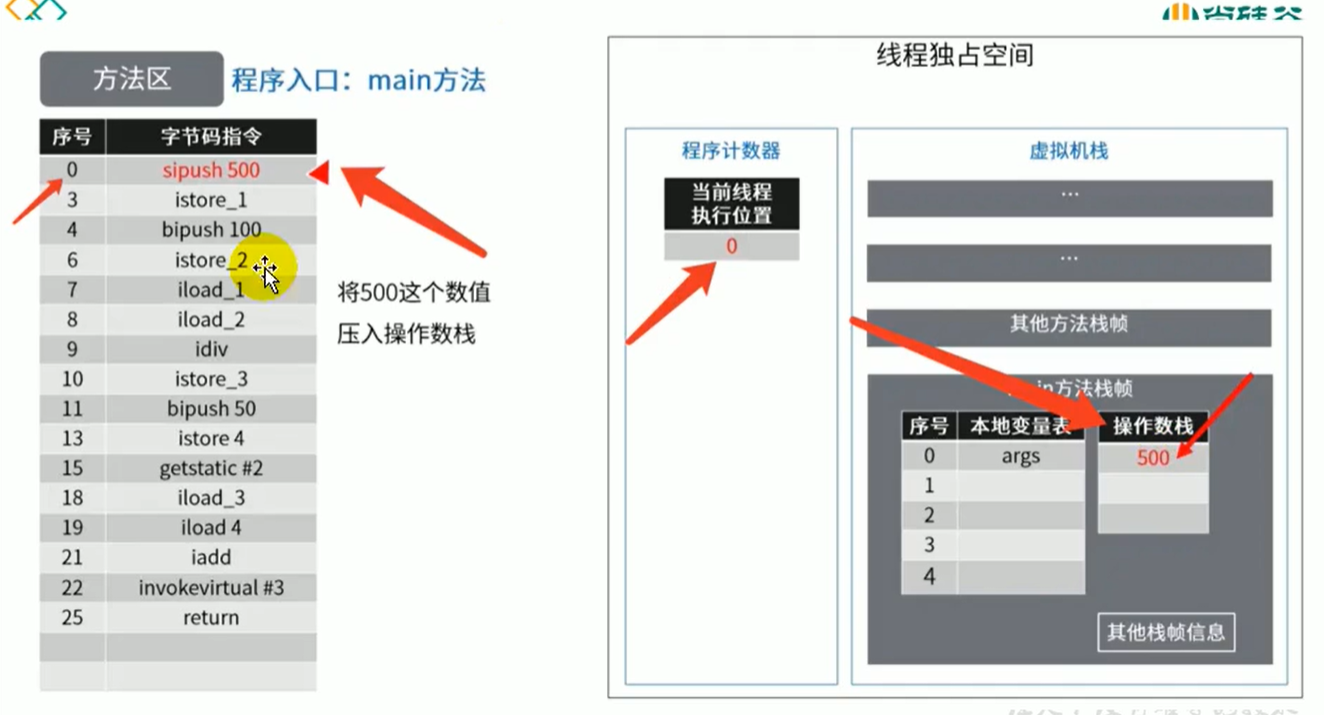 尚硅谷
方法区 程序入口：main方法
序号 字节码指令
0 sipush 500
3 istore_1
4 bipush 100
6 istore_2
7 iload_1
8 iload_2
9 idiv
10 istore_3
11 bipush 50
13 istore 4
15 getstatic #2
18 iload_3
19 iload 4
21 iadd
22 invokevirtual #3
25 return
将500这个数值
压入操作数栈
线程独占空间
程序计数器
当前线程
执行位置
0
虚拟机栈
...
...
其他方法栈帧
main方法栈帧
序号 本地变量表
0 args
1
2
3
4
操作数栈
500
其他栈帧信息